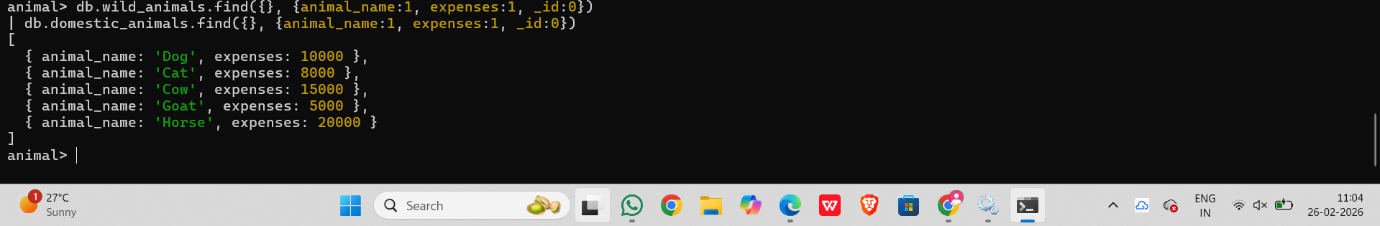 animal> db.wild_animals.find({}, {animal_name:1, expenses:1, _id:0})
| db.domestic_animals.find({}, {animal_name:1, expenses:1, _id:0})
[
  { animal_name: 'Dog', expenses: 10000 },
  { animal_name: 'Cat', expenses: 8000 },
  { animal_name: 'Cow', expenses: 15000 },
  { animal_name: 'Goat', expenses: 5000 },
  { animal_name: 'Horse', expenses: 20000 }
]
animal>
1
27°C
Sunny
Search
W
ENG
IN
11:04
26-02-2026